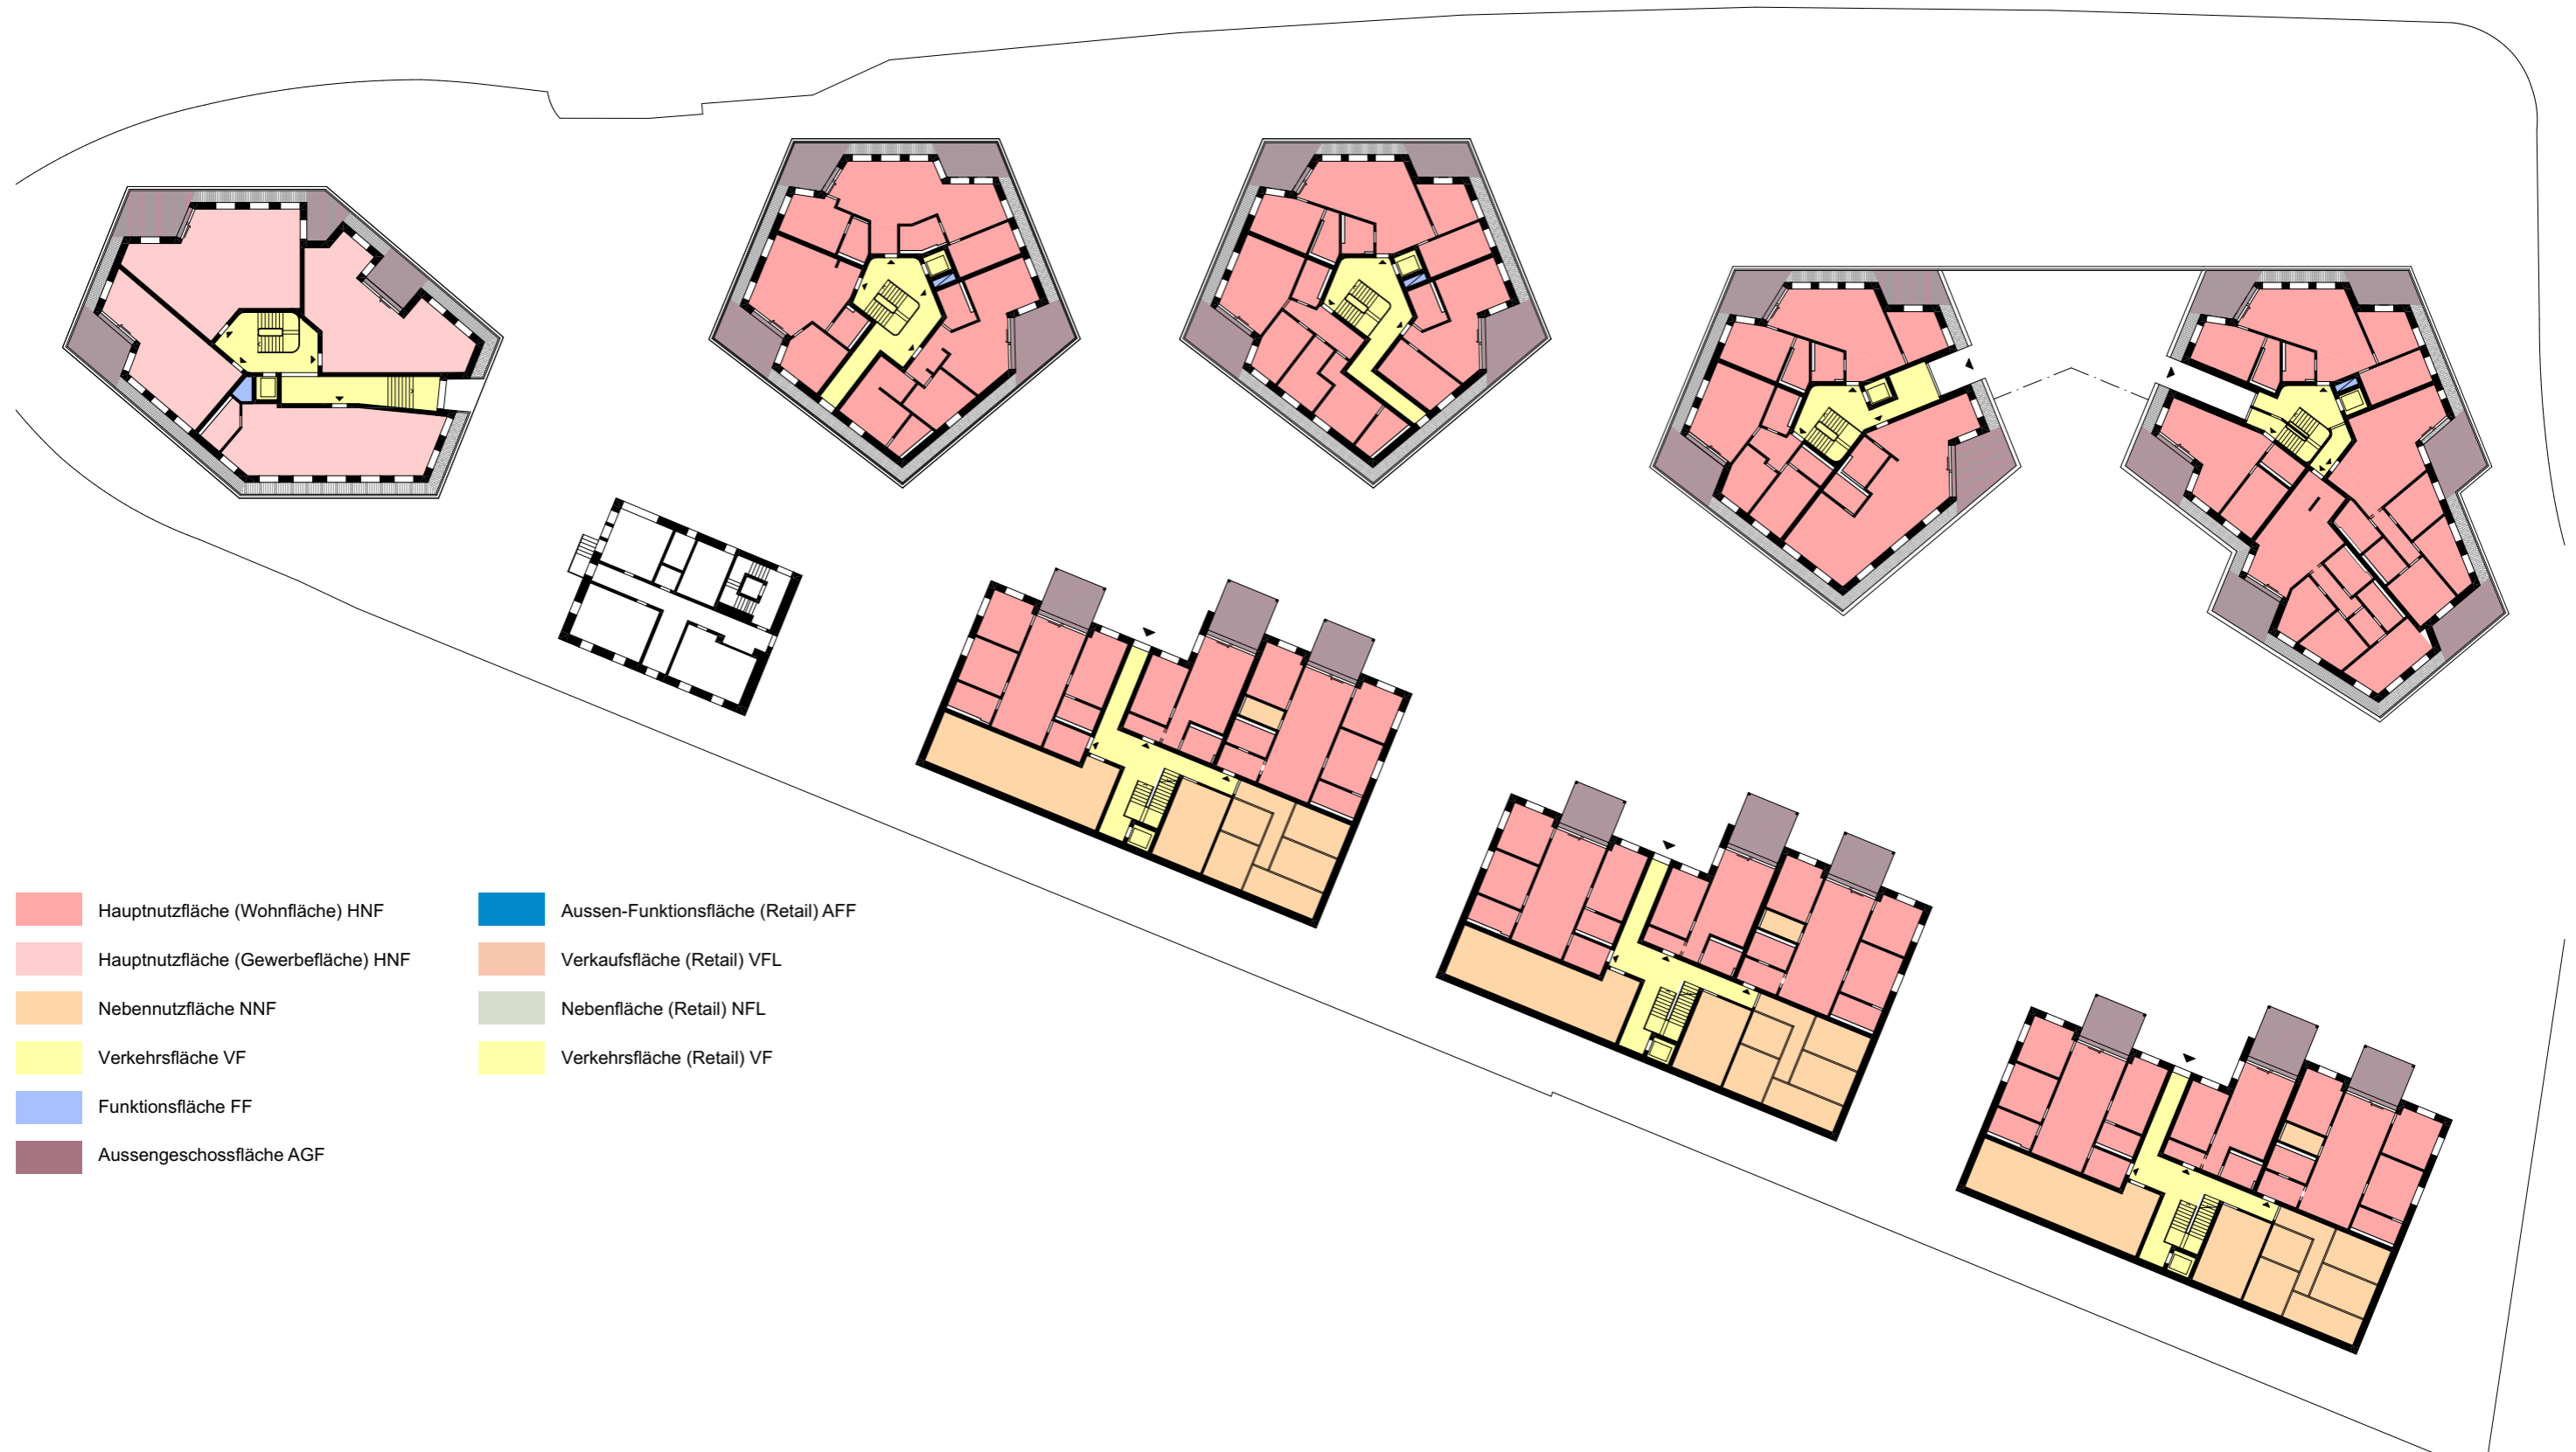 Hauptnutzfläche (Wohnfläche) HNF
Hauptnutzfläche (Gewerbefläche) HNF
Nebennutzfläche NNF
Verkehrsfläche VF
Funktionsfläche FF
Aussengeschossfläche AGF
Aussen-Funktionsfläche (Retail) AFF
Verkaufsfläche (Retail) VFL
Nebenfläche (Retail) NFL
Verkehrsfläche (Retail) VF